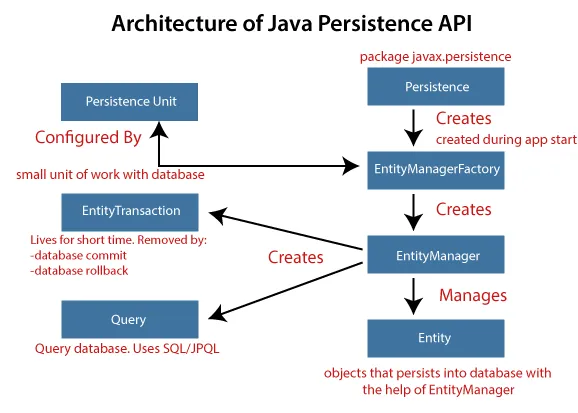 Architecture of Java Persistence API
package javax.persistence
Persistence Unit
Persistence
Creates
Configured By
created during app start
small unit of work with database
EntityManagerFactory
EntityTransaction
Creates
Lives for short time. Removed by:
-database commit
-database rollback
Creates
EntityManager
Manages
Query
Entity
Query database. Uses SQL/JPQL
objects that persists into database with
the help of EntityManager